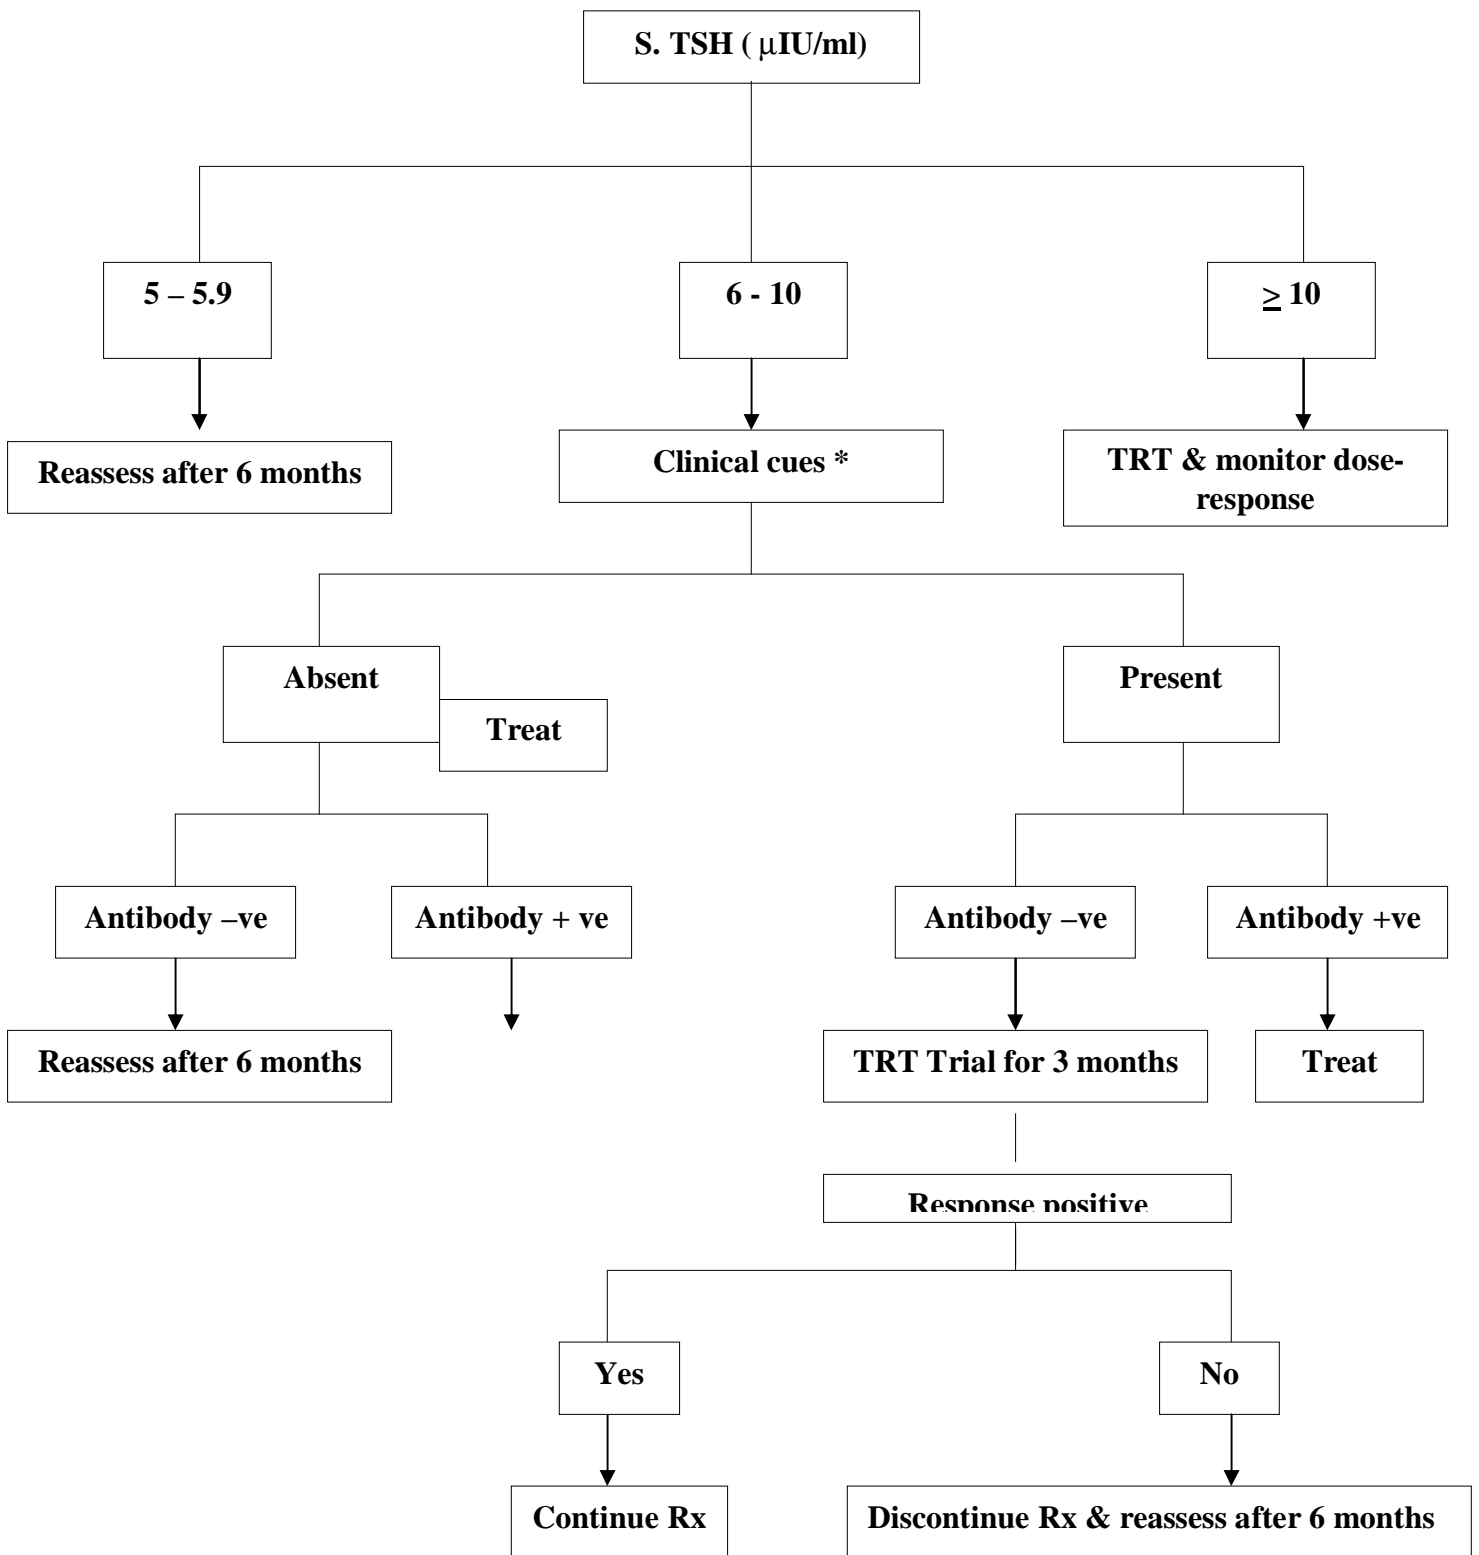 S. TSH ( μIU/ml)
5 – 5.9
6 - 10
≥ 10
Reassess after 6 months
Clinical cues *
TRT & monitor dose-
response
Absent
Treat
Present
Antibody –ve
Antibody + ve
Antibody –ve
Antibody +ve
Reassess after 6 months
TRT Trial for 3 months
Treat
Response positive
Yes
No
Continue Rx
Discontinue Rx & reassess after 6 months